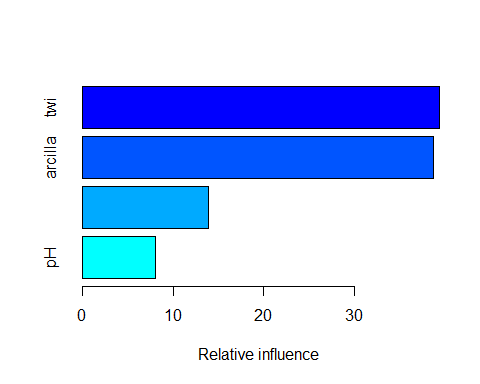 twi
arcilla
pH
0 10 20 30
Relative influence